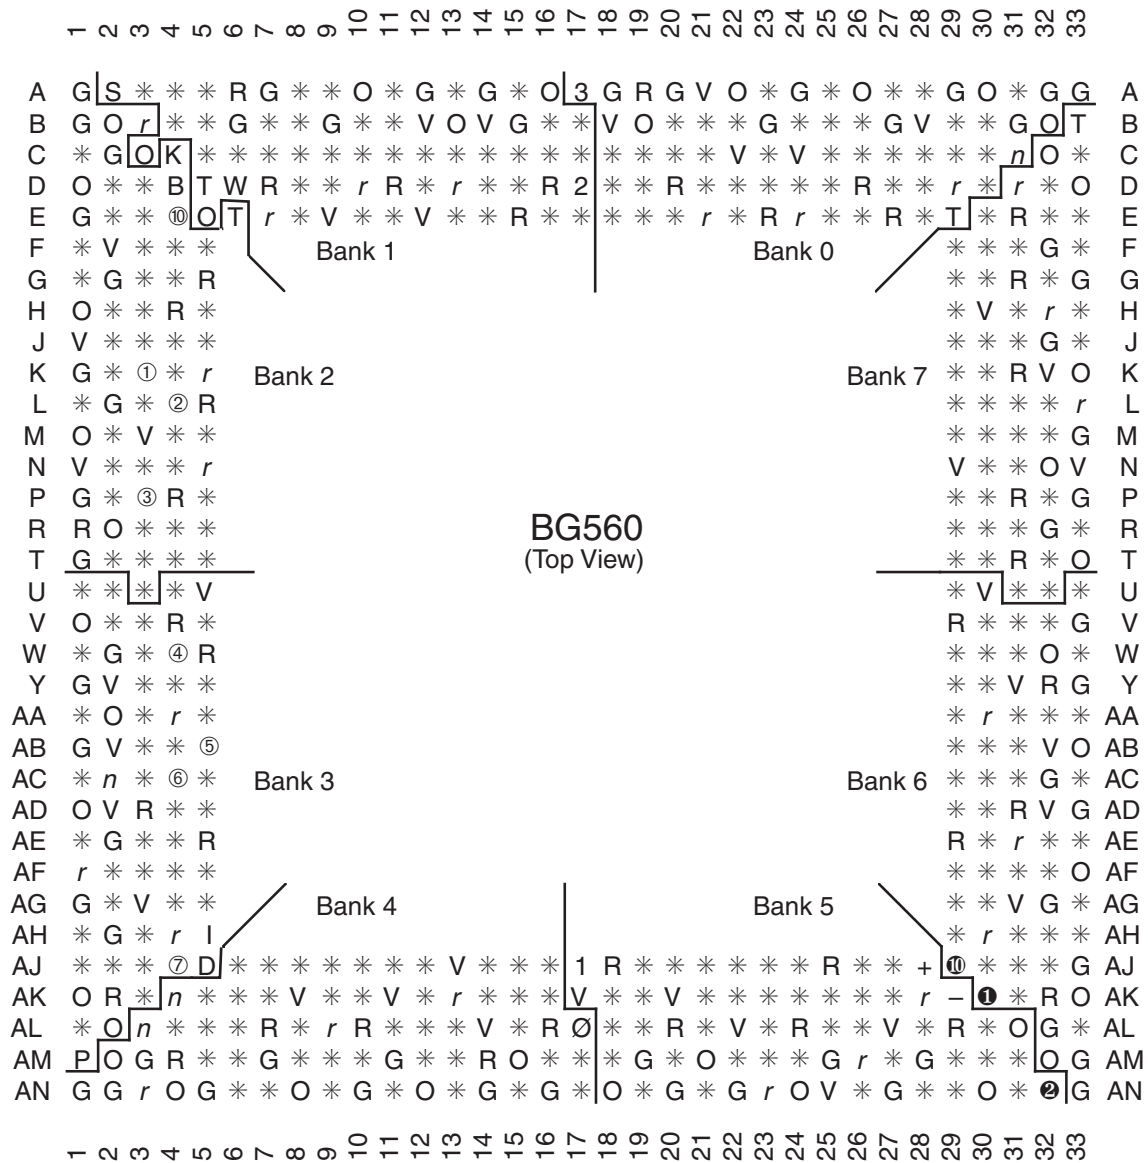 1 2 3 4 5 6 7 8 9 10 11 12 13 14 15 16 17 18 19 20 21 22 23 24 25 26 27 28 29 30 31 32 33
A G S ✳ ✳ ✳ R G ✳ ✳ O ✳ G ✳ G ✳ O 3 G R G V O ✳ G ✳ O ✳ ✳ G O ✳ G G A
B G O r ✳ ✳ G ✳ ✳ G ✳ ✳ V O V G ✳ ✳ V O ✳ ✳ ✳ G ✳ ✳ ✳ G V ✳ ✳ G O T B
C ✳ G O K ✳ ✳ ✳ ✳ ✳ ✳ ✳ ✳ ✳ ✳ ✳ ✳ ✳ ✳ ✳ ✳ ✳ V ✳ V ✳ ✳ ✳ ✳ ✳ ✳ n O ✳ C
D O ✳ ✳ B T W R ✳ ✳ r R ✳ r ✳ ✳ R 2 ✳ ✳ R ✳ ✳ ✳ ✳ ✳ R ✳ ✳ r ✳ r ✳ O D
E G ✳ ✳ ⑩ O T r ✳ V ✳ ✳ V ✳ ✳ R ✳ ✳ ✳ ✳ ✳ r ✳ R r ✳ ✳ R ✳ T ✳ R ✳ ✳ E
F ✳ V ✳ ✳ ✳ Bank 1 Bank 0 ✳ ✳ ✳ G ✳ F
G ✳ G ✳ ✳ R ✳ ✳ R ✳ G G
H O ✳ ✳ R ✳ ✳ V ✳ r ✳ H
J V ✳ ✳ ✳ ✳ ✳ ✳ ✳ G ✳ J
K G ✳ ① ✳ r Bank 2 Bank 7 ✳ ✳ R V O K
L ✳ G ✳ ② R ✳ ✳ ✳ ✳ r L
M O ✳ V ✳ ✳ ✳ ✳ ✳ ✳ G M
N V ✳ ✳ ✳ r V ✳ ✳ O V N
P G ✳ ③ R ✳ ✳ ✳ R ✳ G P
R R O ✳ ✳ ✳ BG560 ✳ ✳ ✳ G ✳ R
T G ✳ ✳ ✳ ✳ (Top View) ✳ ✳ R ✳ O T
U ✳ ✳ ✳ ✳ V ✳ V ✳ ✳ ✳ U
V O ✳ ✳ R ✳ R ✳ ✳ ✳ G V
W ✳ G ✳ ④ R ✳ ✳ ✳ O ✳ W
Y G V ✳ ✳ ✳ ✳ ✳ V R G Y
AA ✳ O ✳ r ✳ ✳ r ✳ ✳ ✳ AA
AB G V ✳ ✳ ⑤ ✳ ✳ ✳ V O AB
AC ✳ n ✳ ⑥ ✳ Bank 3 Bank 6 ✳ ✳ ✳ G ✳ AC
AD O V R ✳ ✳ ✳ ✳ R V G AD
AE ✳ G ✳ ✳ R R ✳ r ✳ ✳ AE
AF r ✳ ✳ ✳ ✳ ✳ ✳ ✳ ✳ O AF
AG G ✳ V ✳ ✳ Bank 4 Bank 5 ✳ ✳ V G ✳ AG
AH ✳ G ✳ r I ✳ r ✳ ✳ ✳ AH
AJ ✳ ✳ ✳ ⑦ D ✳ ✳ ✳ ✳ ✳ ✳ ✳ V ✳ ✳ ✳ 1 R ✳ ✳ ✳ ✳ ✳ ✳ R ✳ ✳ + ❿ ✳ ✳ ✳ G AJ
AK O R ✳ n ✳ ✳ ✳ V ✳ ✳ V ✳ r ✳ ✳ ✳ V ✳ ✳ V ✳ ✳ ✳ ✳ ✳ ✳ ✳ r – ❶ ✳ R O AK
AL ✳ O n ✳ ✳ ✳ R ✳ r R ✳ ✳ ✳ V ✳ R Ø ✳ ✳ R ✳ V ✳ R ✳ ✳ V ✳ R ✳ O G ✳ AL
AM P O G R ✳ ✳ G ✳ ✳ ✳ G ✳ ✳ R O ✳ ✳ ✳ G ✳ O ✳ ✳ ✳ G r ✳ G ✳ ✳ ✳ O G AM
AN G G r O G ✳ ✳ O ✳ G ✳ O ✳ G ✳ G ✳ O ✳ G ✳ G r O V ✳ G ✳ ✳ O ✳ ❷ G AN
1 2 3 4 5 6 7 8 9 10 11 12 13 14 15 16 17 18 19 20 21 22 23 24 25 26 27 28 29 30 31 32 33